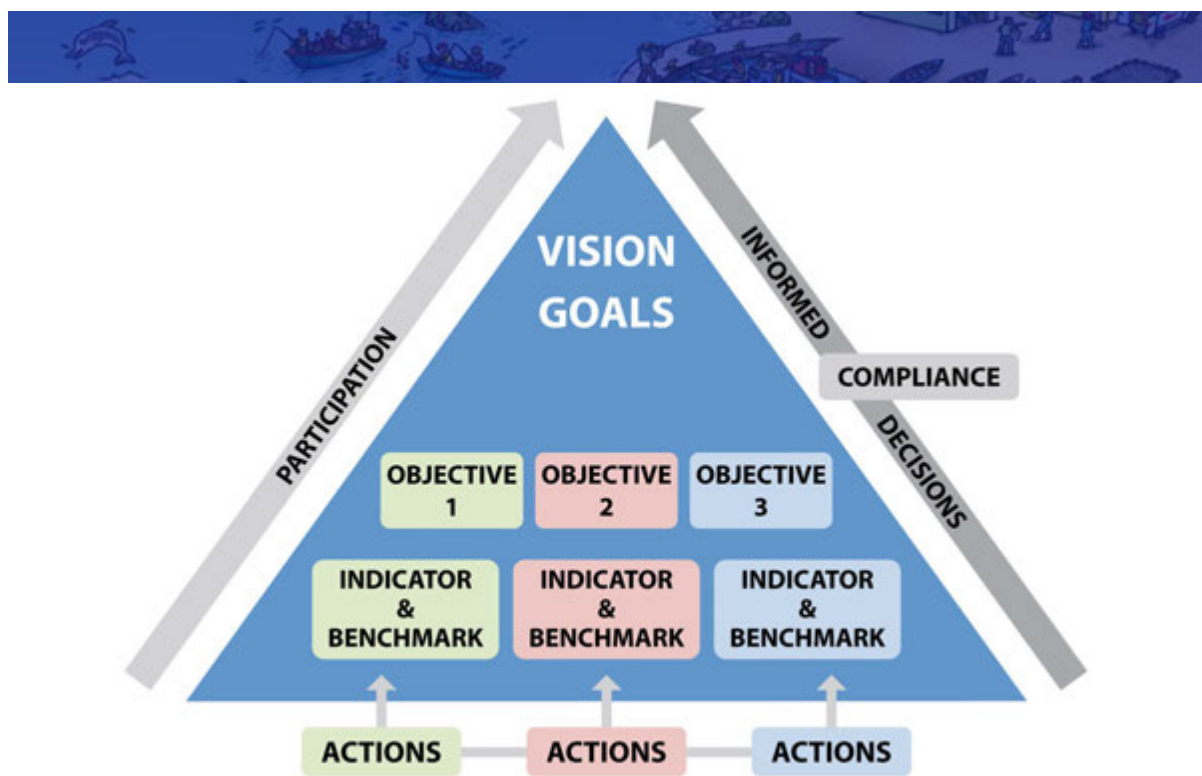 VISION
GOALS
PARTICIPATION
INFORMED
COMPLIANCE
DECISIONS
OBJECTIVE
1
OBJECTIVE
2
OBJECTIVE
3
INDICATOR
&
BENCHMARK
INDICATOR
&
BENCHMARK
INDICATOR
&
BENCHMARK
ACTIONS
ACTIONS
ACTIONS